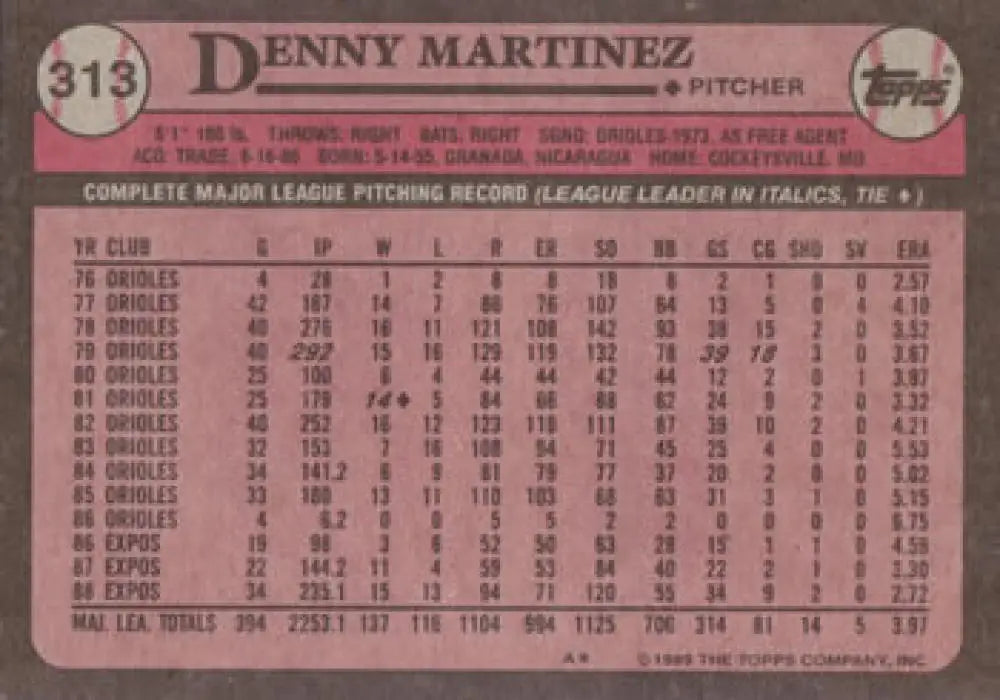 313
DENNY MARTINEZ
♦ PITCHER
Topps®
6'1" 180 lb. THROWS: RIGHT BATS: RIGHT SGND: ORIOLES-1973, AS FREE AGENT
ACQ: TRADE, 6-16-86 BORN: 5-14-55, GRANADA, NICARAGUA HOME: COCKEYSVILLE, MD
COMPLETE MAJOR LEAGUE PITCHING RECORD (LEAGUE LEADER IN ITALICS, TIE ♦)
YR CLUB G IP W L R ER SO BB GS CG SHO SV ERA
76 ORIOLES 4 28 1 2 8 8 18 8 2 1 0 0 2.57
77 ORIOLES 42 167 14 7 86 76 107 64 13 5 0 4 4.10
78 ORIOLES 40 276 16 11 121 108 142 93 38 15 2 0 3.52
79 ORIOLES 40 292 15 16 129 119 132 78 39 18 3 0 3.67
80 ORIOLES 25 100 6 4 44 44 42 44 12 2 0 1 3.97
81 ORIOLES 25 179 14♦ 5 84 66 88 62 24 9 2 0 3.32
82 ORIOLES 40 252 16 12 123 118 111 87 39 10 2 0 4.21
83 ORIOLES 32 153 7 16 108 94 71 45 25 4 0 0 5.53
84 ORIOLES 34 141.2 6 9 81 79 77 37 20 2 0 0 5.02
85 ORIOLES 33 180 13 11 110 103 68 63 31 3 1 0 5.15
86 ORIOLES 4 6.2 0 0 5 5 2 2 0 0 0 0 6.75
86 EXPOS 19 98 3 6 52 50 63 28 15 1 1 0 4.59
87 EXPOS 22 144.2 11 4 59 53 84 40 22 2 1 0 3.30
88 EXPOS 34 235.1 15 13 94 71 120 55 34 9 2 0 2.72
MAJ. LEA. TOTALS 394 2253.1 137 116 1104 994 1125 706 314 81 14 5 3.97
A* © 1989 THE TOPPS COMPANY, INC.